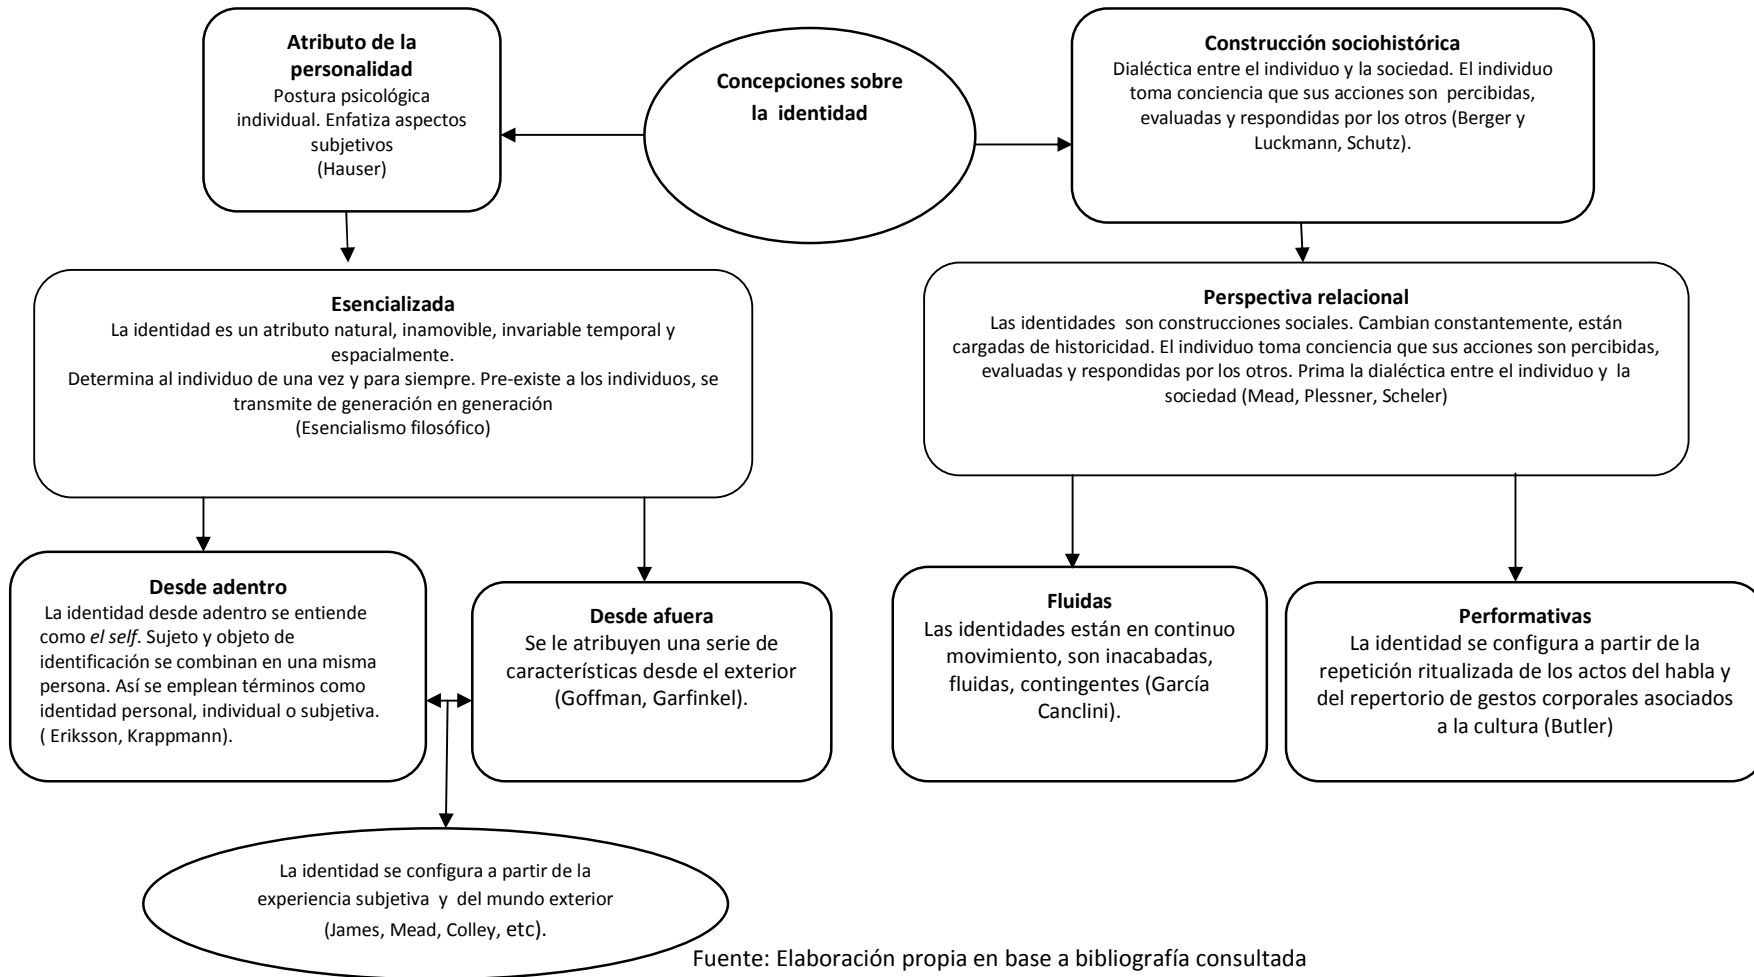 Atributo de la
personalidad
Postura psicológica
individual. Enfatiza aspectos
subjetivos
(Hauser)
Concepciones sobre
la identidad
Construcción sociohistórica
Dialéctica entre el individuo y la sociedad. El individuo
toma conciencia que sus acciones son percibidas,
evaluadas y respondidas por los otros (Berger y
Luckmann, Schutz).
Esencializada
La identidad es un atributo natural, inamovible, invariable temporal y
espacialmente.
Determina al individuo de una vez y para siempre. Pre-existe a los individuos, se
transmite de generación en generación
(Esencialismo filosófico)
Perspectiva relacional
Las identidades son construcciones sociales. Cambian constantemente, están
cargadas de historicidad. El individuo toma conciencia que sus acciones son percibidas,
evaluadas y respondidas por los otros. Prima la dialéctica entre el individuo y la
sociedad (Mead, Plessner, Scheler)
Desde adentro
La identidad desde adentro se entiende
como el self. Sujeto y objeto de
identificación se combinan en una misma
persona. Así se emplean términos como
identidad personal, individual o subjetiva.
( Eriksson, Krappmann).
Desde afuera
Se le atribuyen una serie de
características desde el exterior
(Goffman, Garfinkel).
Fluidas
Las identidades están en continuo
movimiento, son inacabadas,
fluidas, contingentes (García
Canclini).
Performativas
La identidad se configura a partir de la
repetición ritualizada de los actos del habla y
del repertorio de gestos corporales asociados
a la cultura (Butler)
La identidad se configura a partir de la
experiencia subjetiva y del mundo exterior
(James, Mead, Colley, etc).
Fuente: Elaboración propia en base a bibliografía consultada